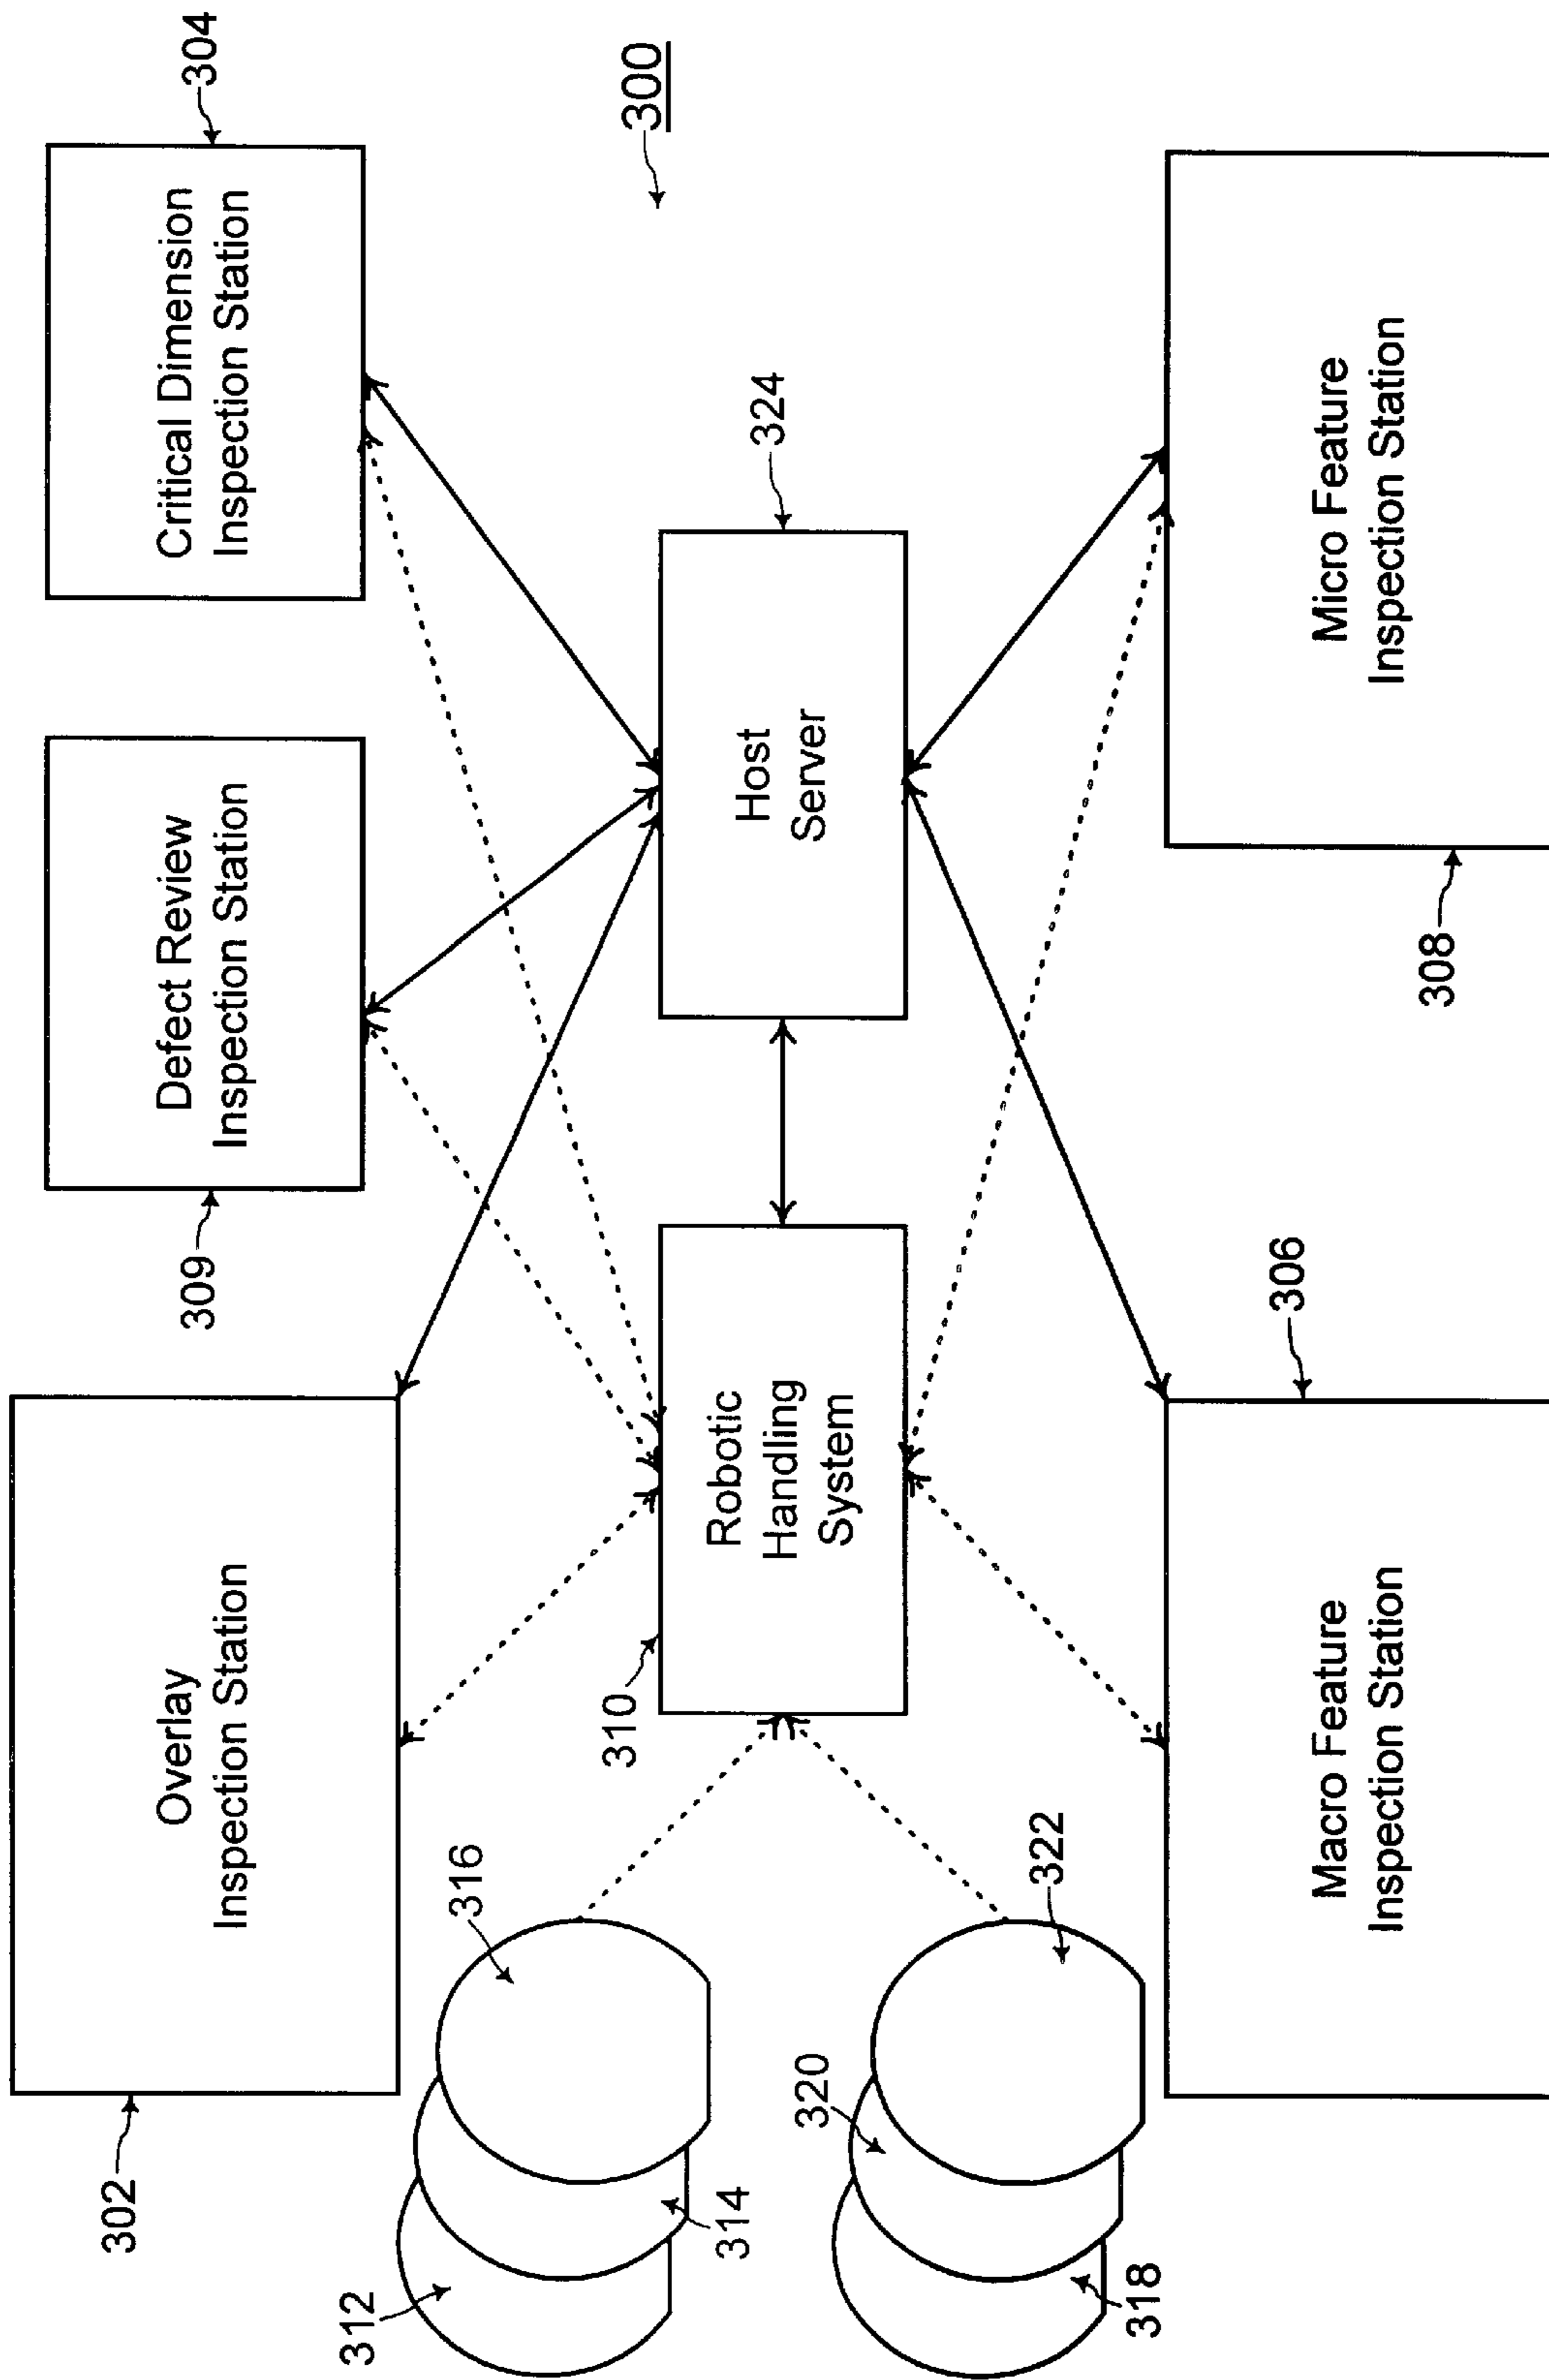 302
Overlay
Inspection Station
309
Defect Review
Inspection Station
Critical Dimension
Inspection Station
304
300
312
314
316
310
Robotic
Handling
System
Host
Server
324
318
320
322
Macro Feature
Inspection Station
306
308
Micro Feature
Inspection Station